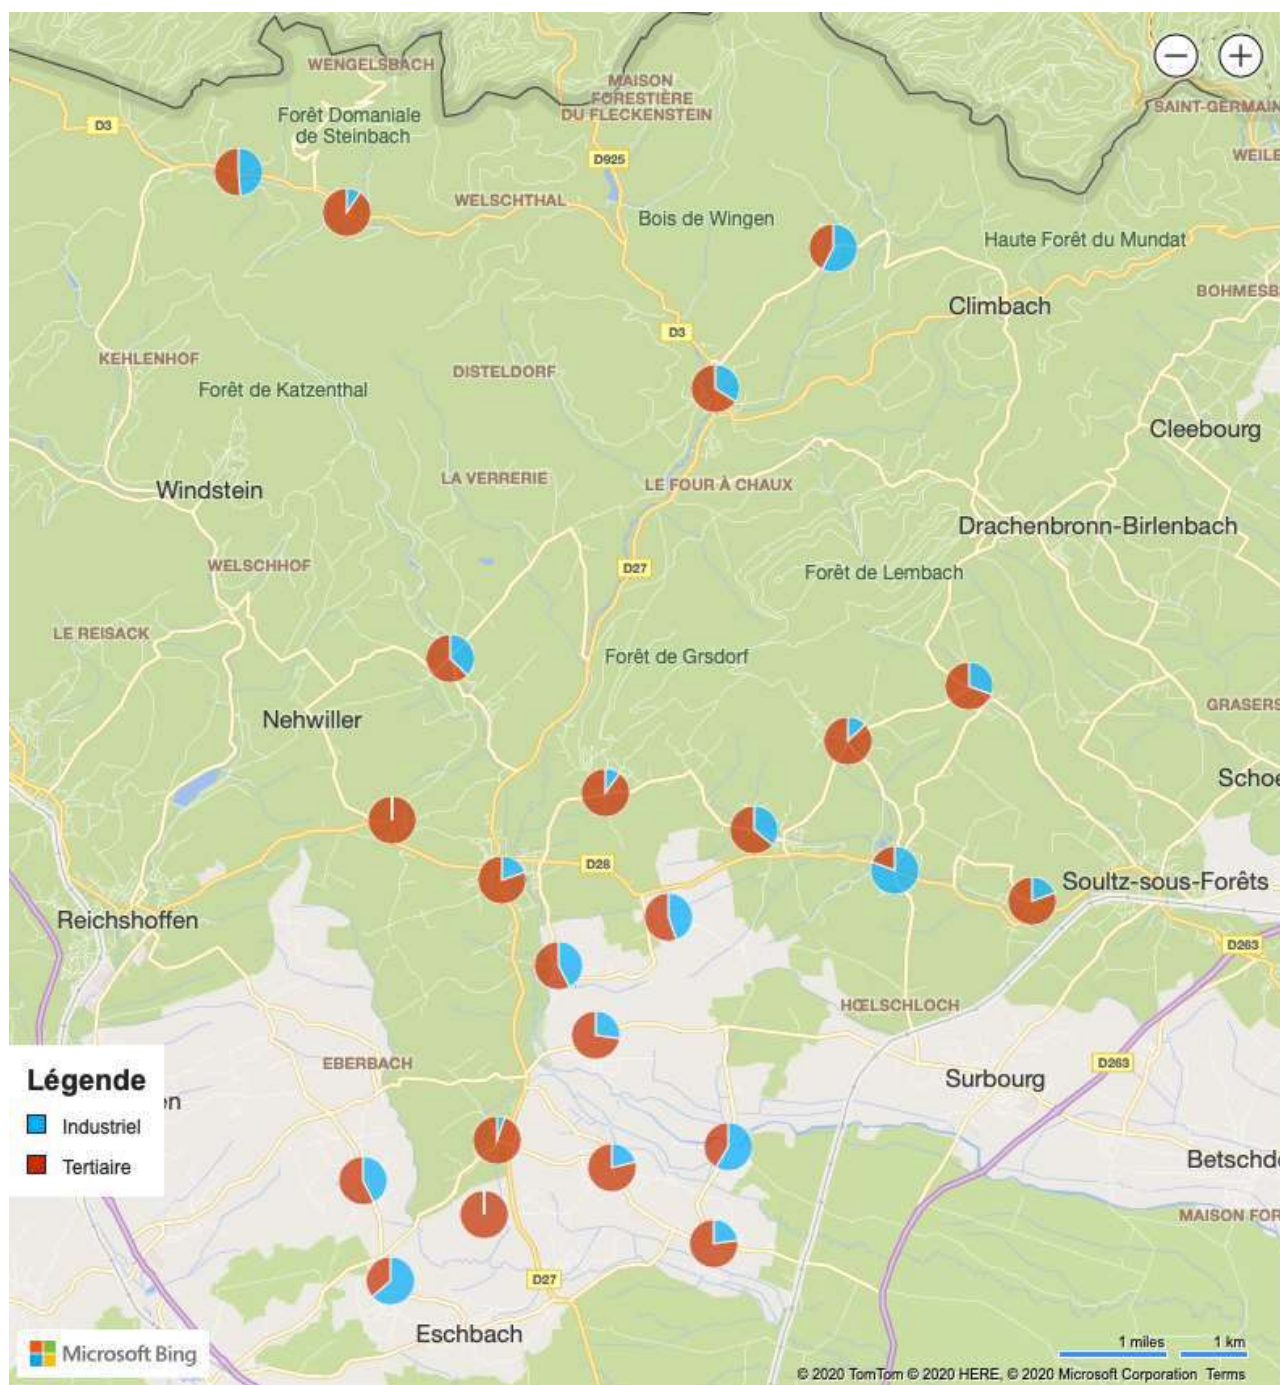 WENGELSBACH
MAISON
FORESTIÈRE
DU FLECKENSTEIN
SAINT-GERMAIN
Forêt Domaniale
de Steinbach
D3
D925
WEILE
WELSCHTHAL
Bois de Wingen
Haute Forêt du Mundat
BOHMESB
Climbach
D3
KEHLENHOF
DISTELDORF
Forêt de Katzenthal
Cleebourg
LA VERRERIE
LE FOUR À CHAUX
Windstein
Drachenbronn-Birlenbach
WELSCHHOF
D27
Forêt de Lembach
LE REISACK
Forêt de Grsdorf
GRASERS
Nehwiller
Schoe
D28
Soultz-sous-Forêts
Reichshoffen
D263
HŒLSCHLOCH
EBERBACH
D263
Surbourg
Légende
en
Industriel
Tertiaire
Betschdo
MAISON FOR
D27
Eschbach
Microsoft Bing
1 miles 1 km
© 2020 TomTom © 2020 HERE, © 2020 Microsoft Corporation Terms